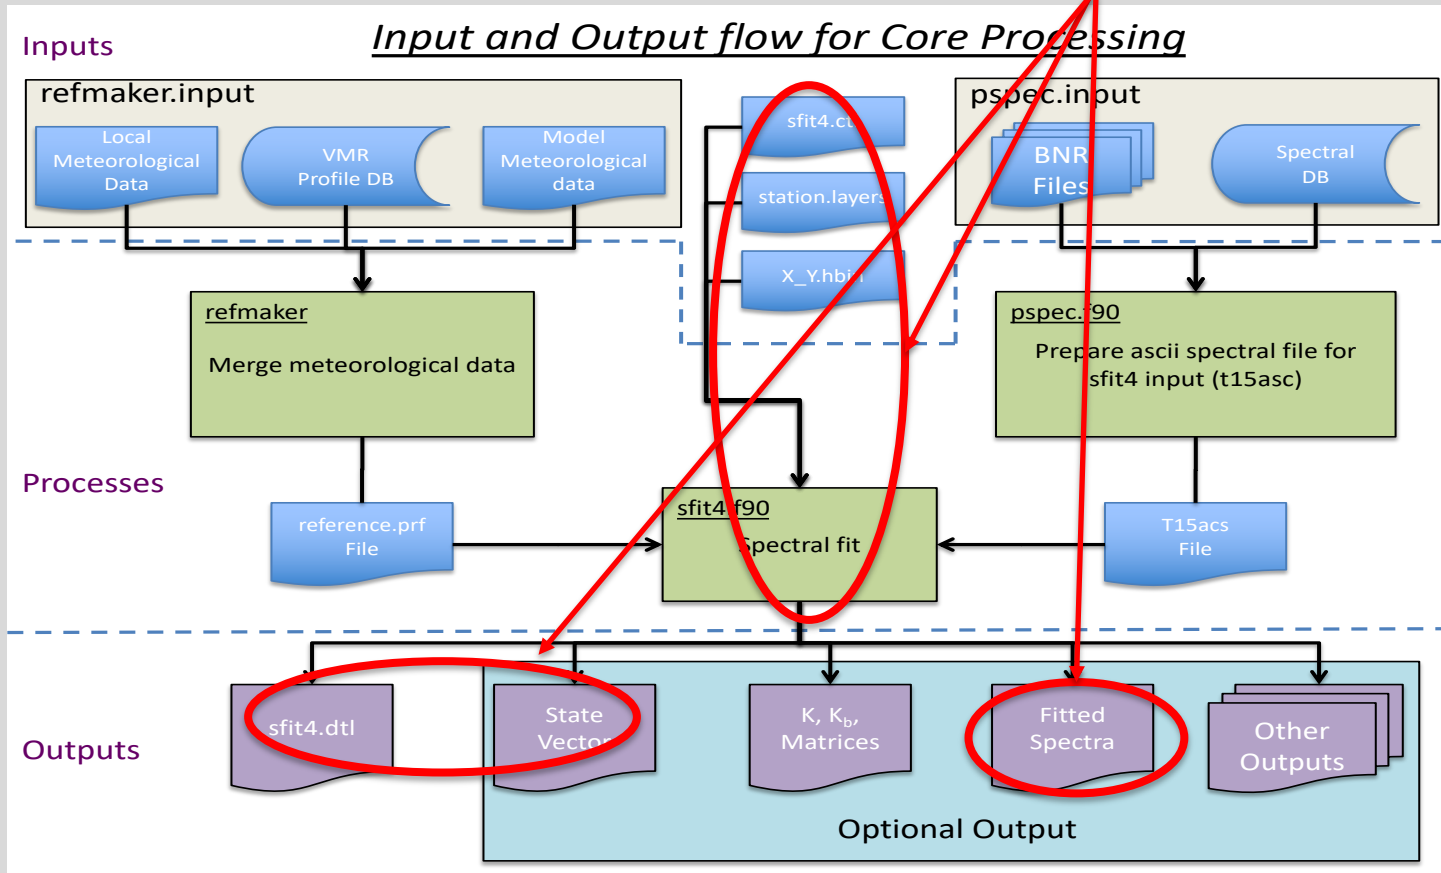 Input and Output flow for Core Processing
Inputs
refmaker.input
Local
Meteorological
Data
VMR
Profile DB
Model
Meteorological
data
sfit4.ct
station.layers
X_Y.hbin
pspec.input
BNR
Files
Spectral
DB
refmaker
Merge meteorological data
pspec.f90
Prepare ascii spectral file for
sfit4 input (t15asc)
Processes
reference.prf
File
sfit4.f90
Spectral fit
T15acs
File
Outputs
sfit4.dtl
State
Vector
K, Kb,
Matrices
Fitted
Spectra
Other
Outputs
Optional Output